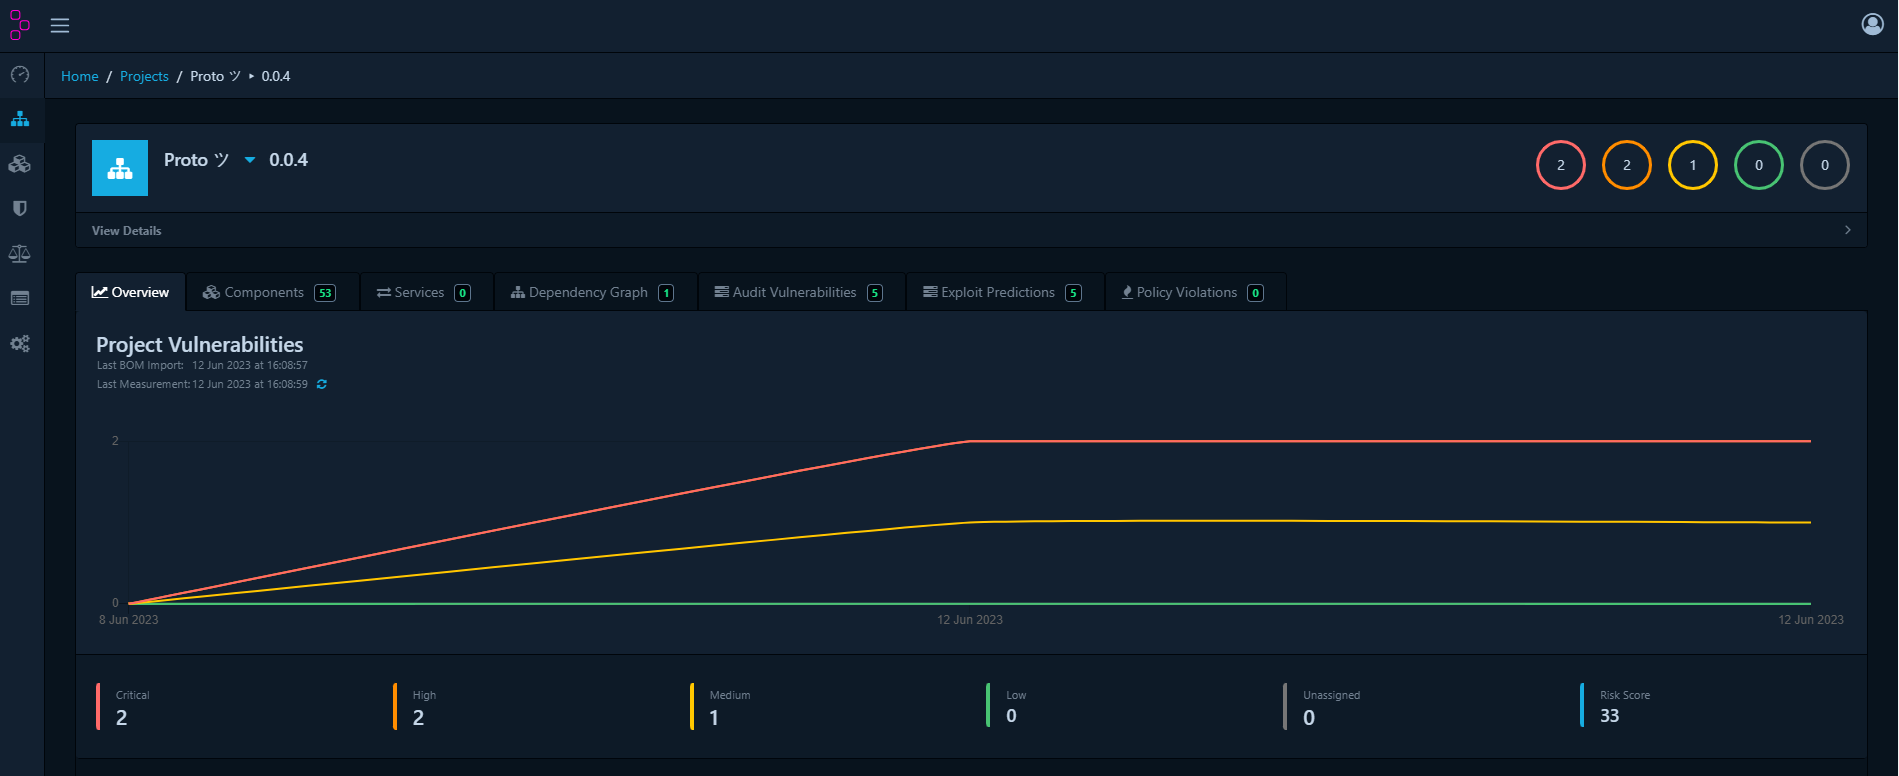 Home / Projects / Proto ツ ‣ 0.0.4
Proto ツ 0.0.4
2 2 1 0 0
View Details
Overview Components 53 Services 0 Dependency Graph 1 Audit Vulnerabilities 5 Exploit Predictions 5 Policy Violations 0
Project Vulnerabilities
Last BOM Import: 12 Jun 2023 at 16:08:57
Last Measurement: 12 Jun 2023 at 16:08:59
2
0
8 Jun 2023 12 Jun 2023 12 Jun 2023
Critical High Medium Low Unassigned Risk Score
2 2 1 0 0 33